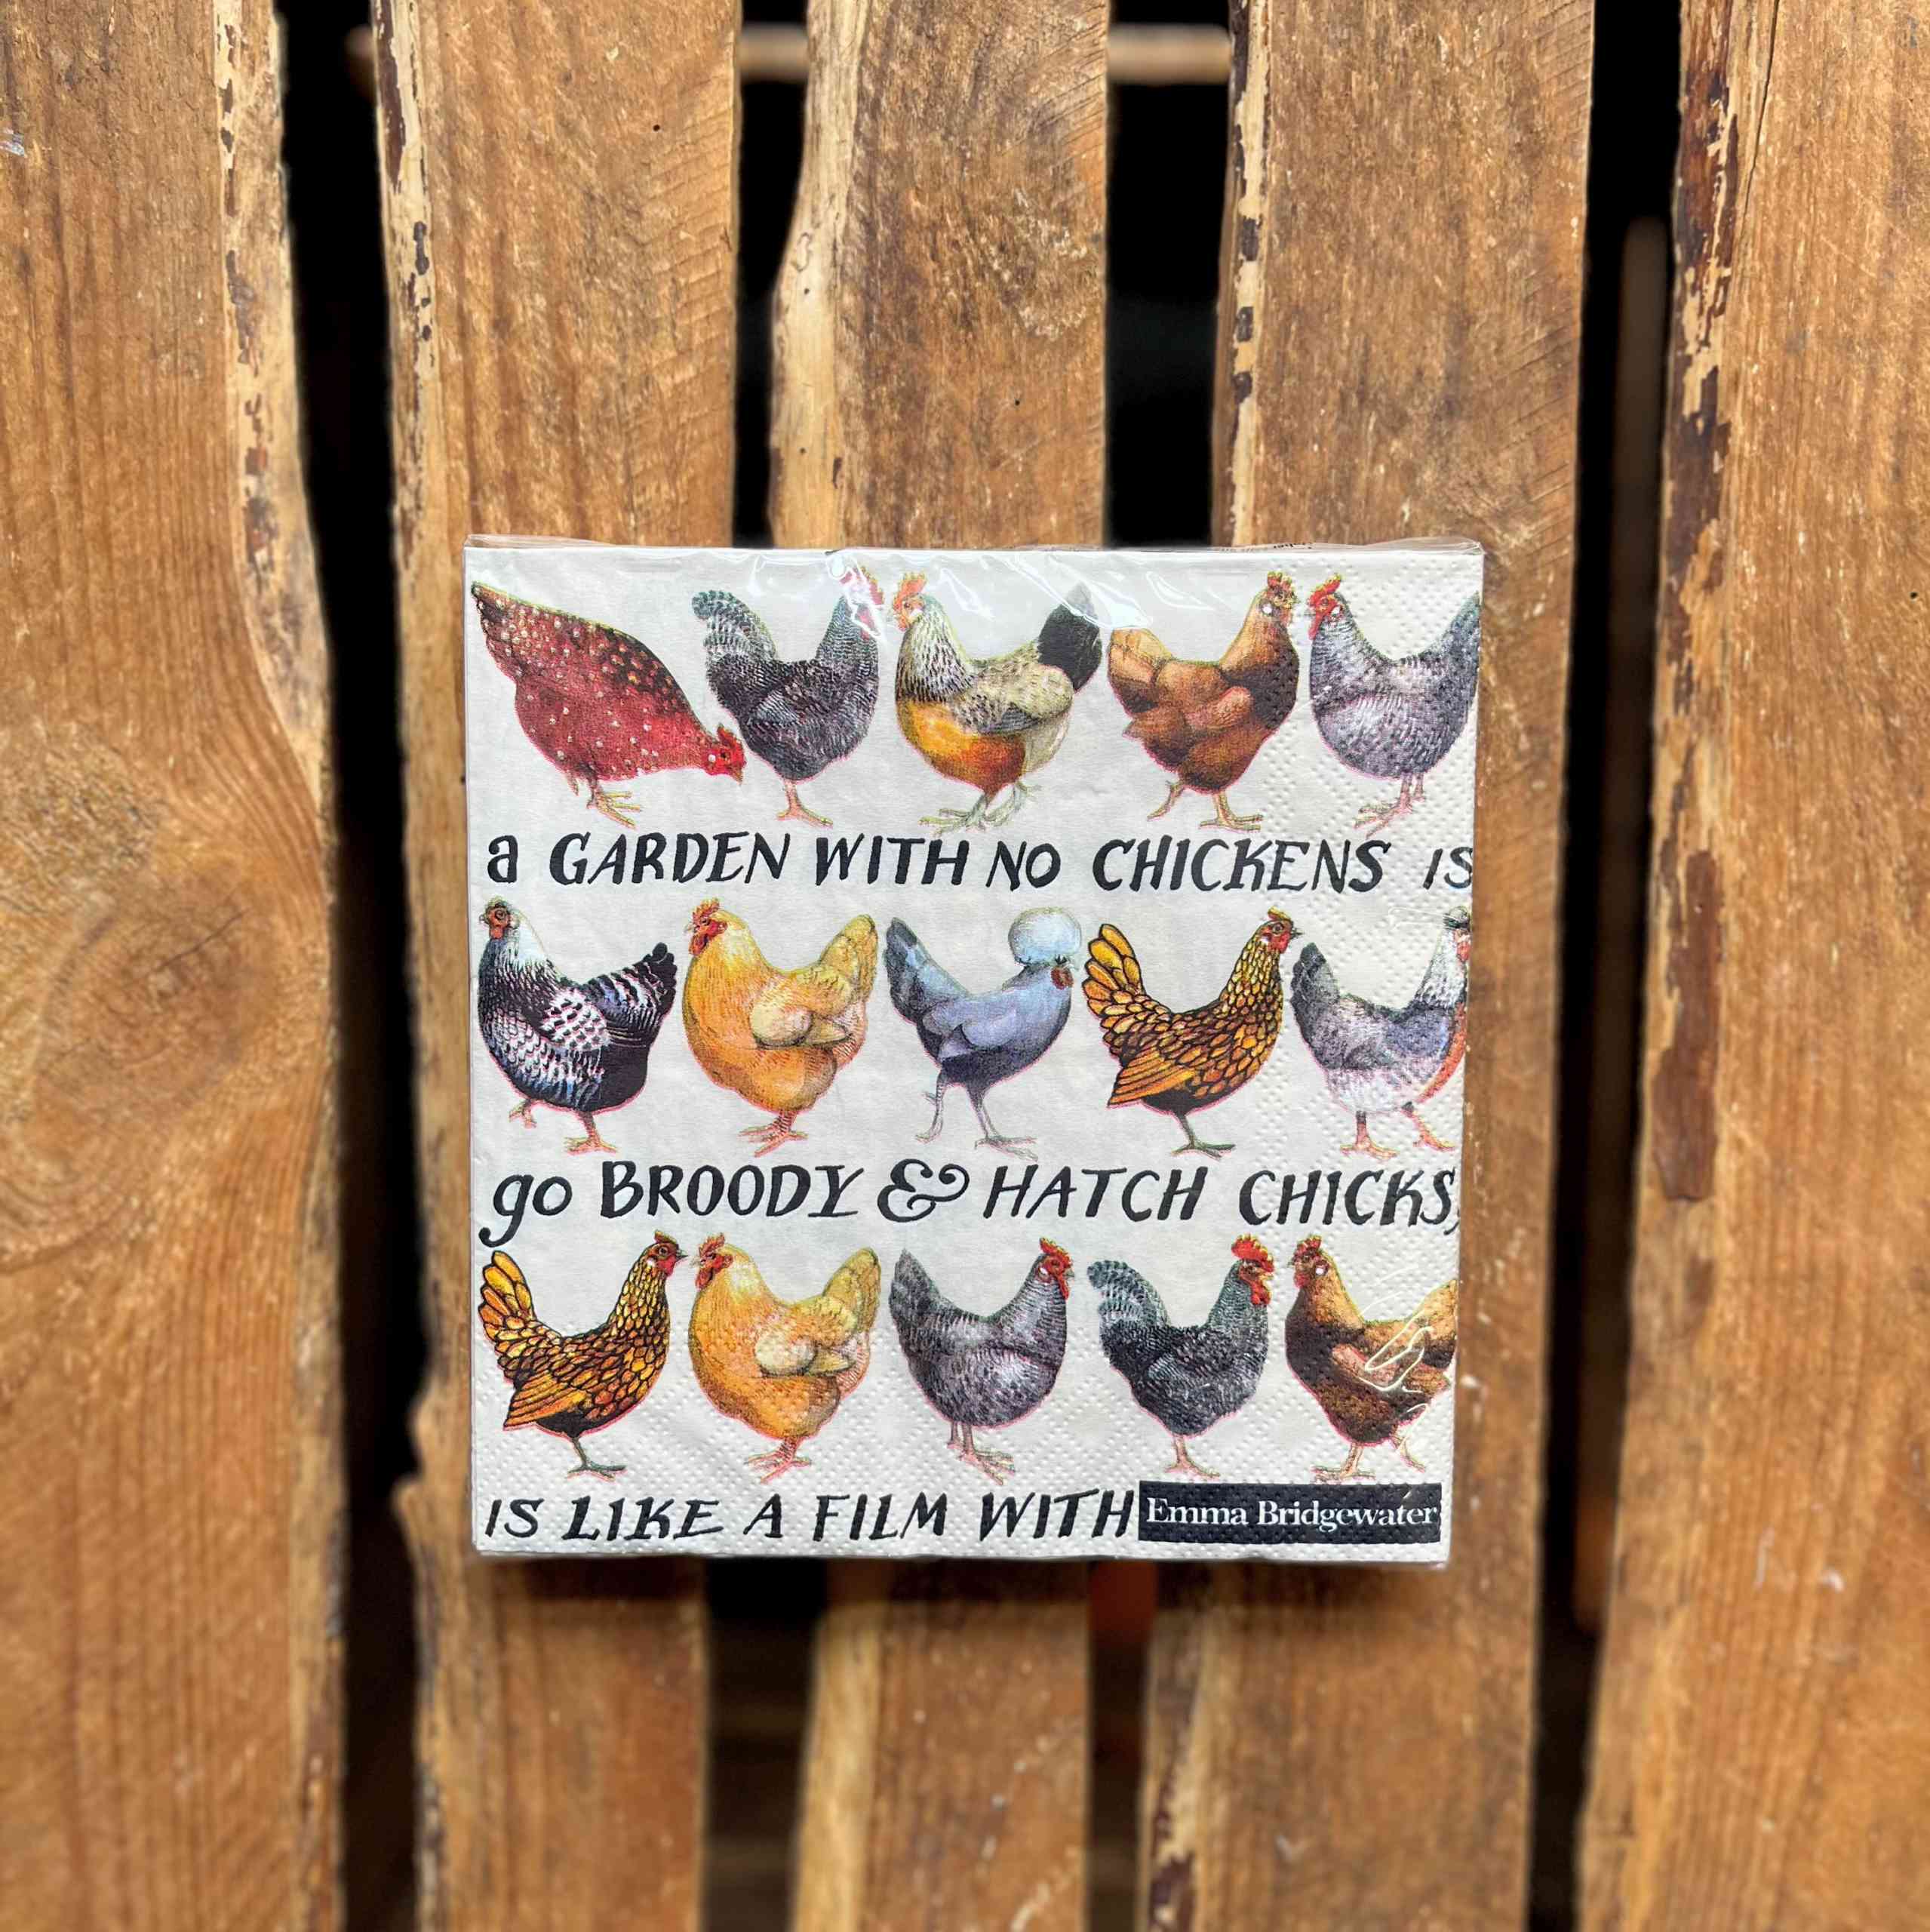 a GARDEN WITH NO CHICKENS IS
go BROODY & HATCH CHICKS,
IS LIKE A FILM WITH
Emma Bridgewater